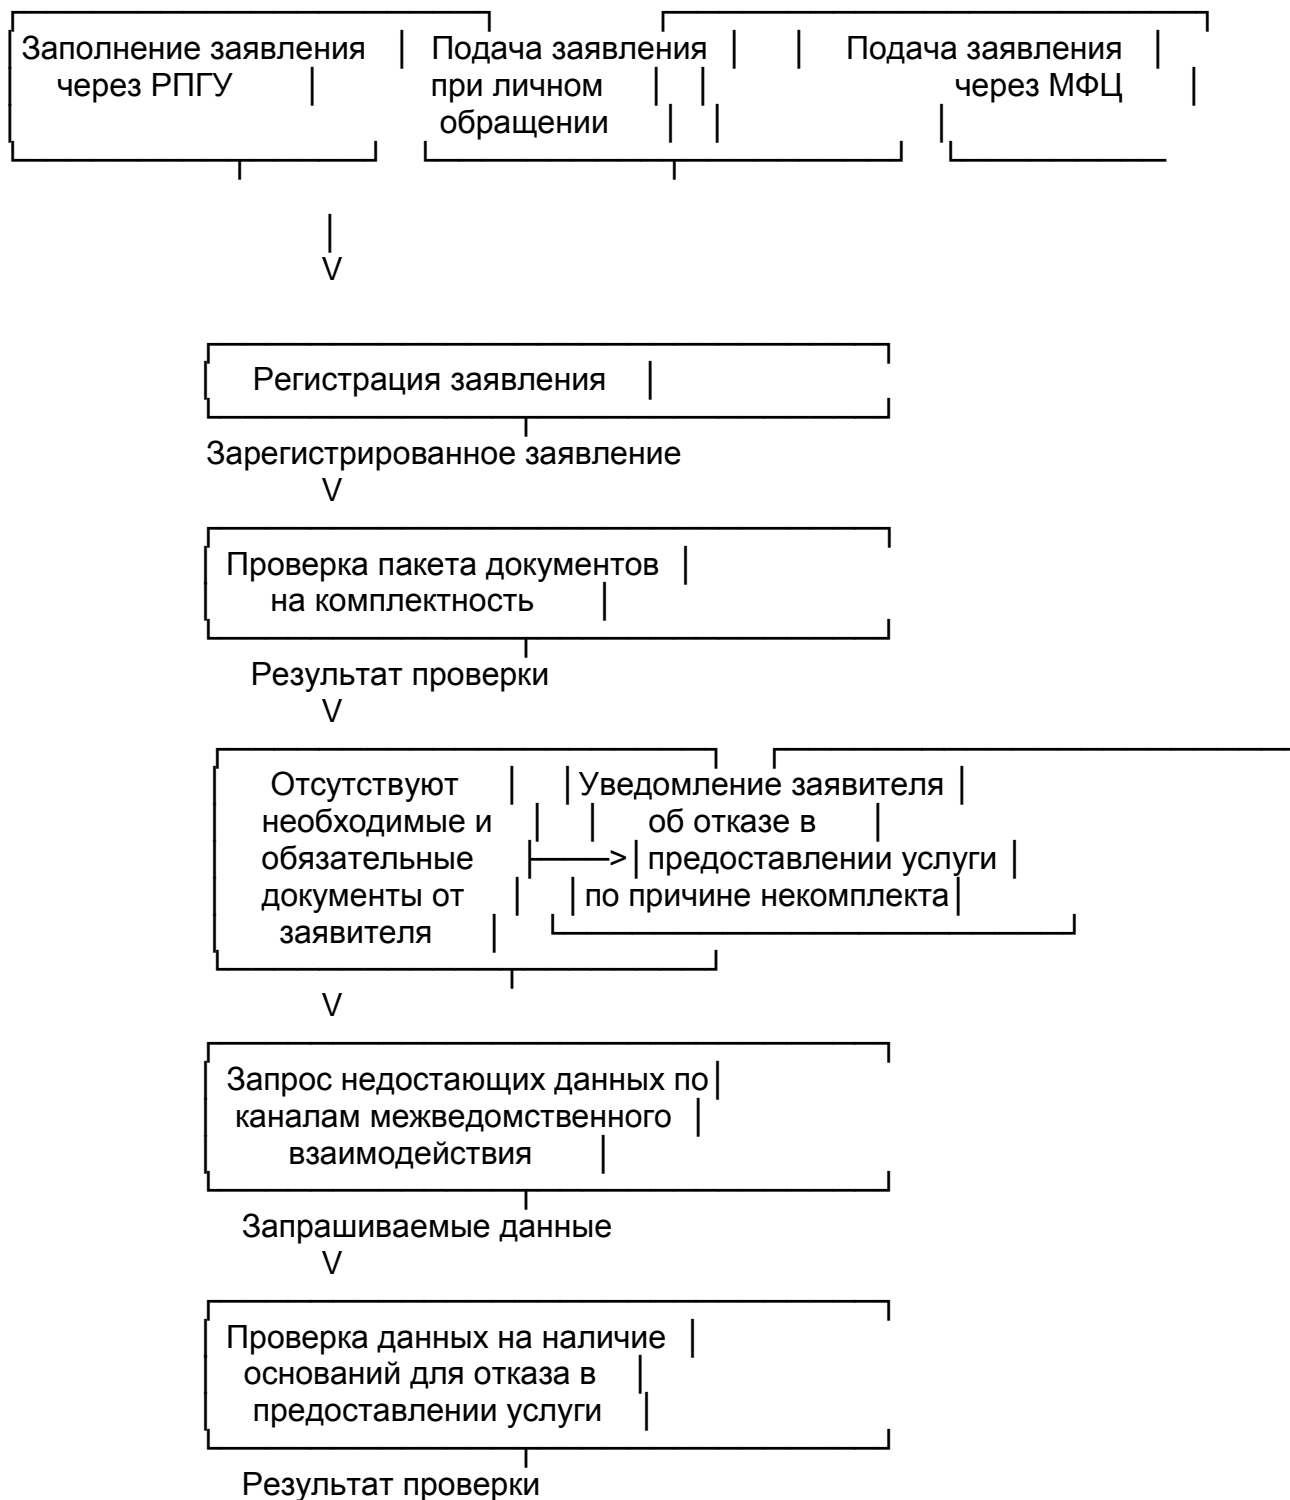 Заполнение заявления Подача заявления Подача заявления
через РПГУ при личном через МФЦ
обращении
V
Регистрация заявления
Зарегистрированное заявление
V
Проверка пакета документов
на комплектность
Результат проверки
V
Отсутствуют Уведомление заявителя
необходимые и об отказе в
обязательные > предоставлении услуги
документы от по причине некомплекта
заявителя
V
Запрос недостающих данных по
каналам межведомственного
взаимодействия
Запрашиваемые данные
V
Проверка данных на наличие
оснований для отказа в
предоставлении услуги
Результат проверки